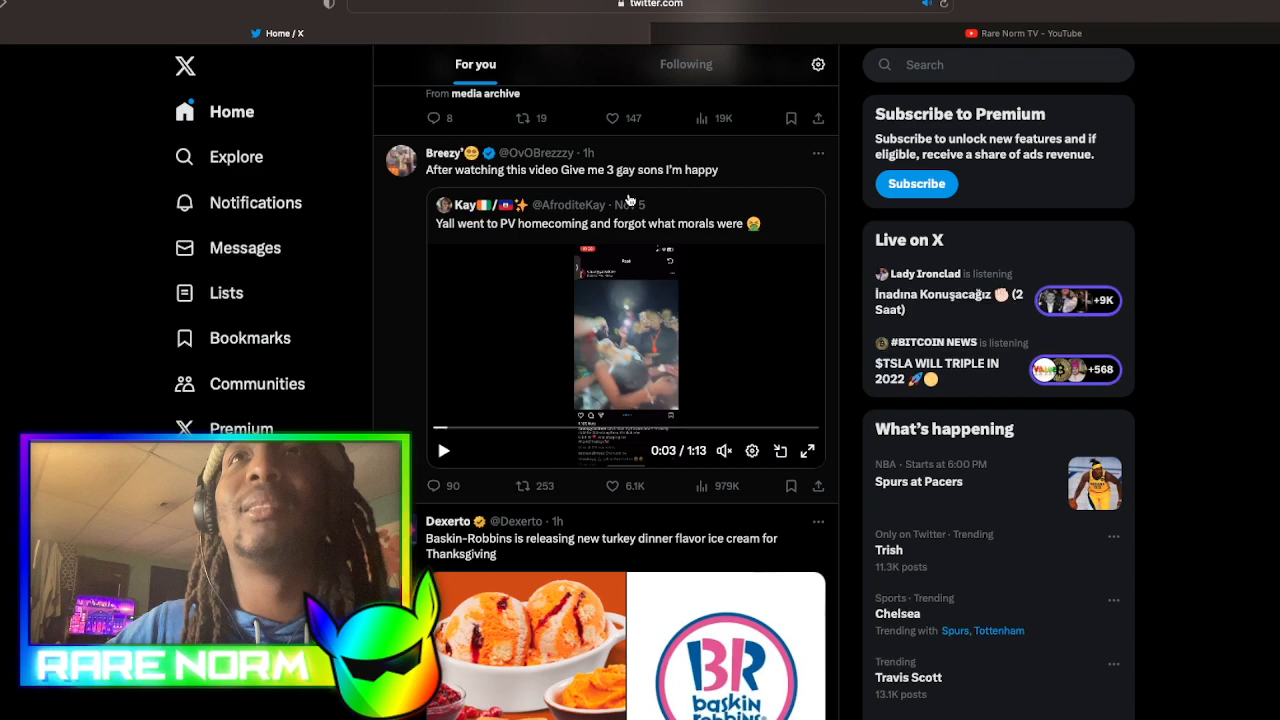 twitter.com
Home / X
Rare Norm TV - YouTube
Home
Explore
Notifications
Messages
Lists
Bookmarks
Communities
Premium
RARE NORM
For you
Following
From media archive
8
19
147
19K
Breezy'😵‍💫 @OvOBrezzzy · 1h
After watching this video Give me 3 gay sons I'm happy
Kay🇨🇮/🇭🇹✨ @AfroditeKay · Nov 5
Yall went to PV homecoming and forgot what morals were 🤮
0:03 / 1:13
90
253
6.1K
979K
Dexerto @Dexerto · 1h
Baskin-Robbins is releasing new turkey dinner flavor ice cream for
Thanksgiving
BR
baskin
robbins
Search
Subscribe to Premium
Subscribe to unlock new features and if
eligible, receive a share of ads revenue.
Subscribe
Live on X
Lady Ironclad is listening
İnadına Konuşacağız ✊🏻 (2
Saat)
+9K
#BITCOIN NEWS is listening
$TSLA WILL TRIPLE IN
2022 🚀🌕
+568
What's happening
NBA · Starts at 6:00 PM
Spurs at Pacers
Only on Twitter · Trending
Trish
11.3K posts
Sports · Trending
Chelsea
Trending with Spurs, Tottenham
Trending
Travis Scott
13.1K posts